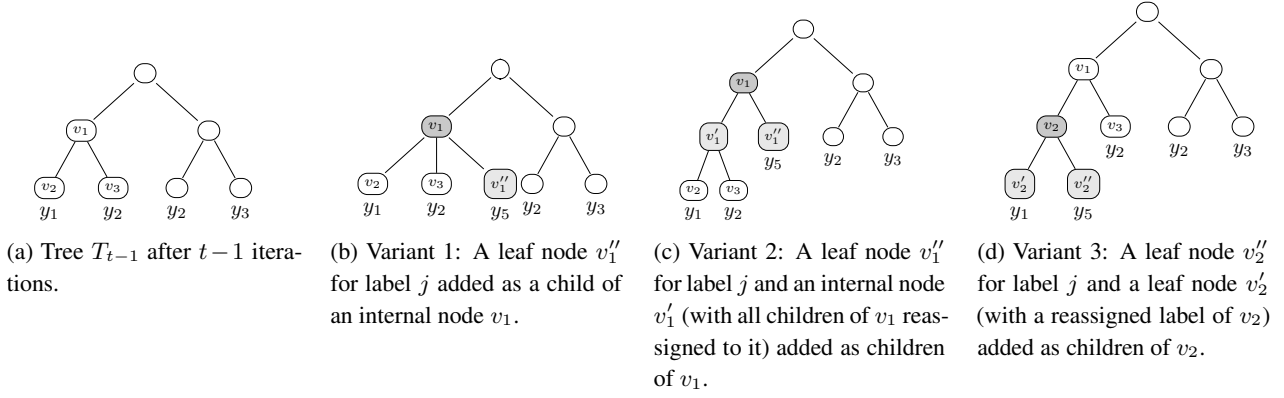 v₁
v₂ v₃
y₁ y₂ y₂ y₃
(a) Tree T_{t−1} after t−1 itera-
tions.
v₁
v₂ v₃ v₁″
y₁ y₂ y₅ y₂ y₃
(b) Variant 1: A leaf node v₁″
for label j added as a child of
an internal node v₁.
v₁
v₁′ v₁″
y₅ y₂ y₃
v₂ v₃
y₁ y₂
(c) Variant 2: A leaf node v₁″
for label j and an internal node
v₁′ (with all children of v₁ reas-
signed to it) added as children
of v₁.
v₁
v₂ v₃
y₂ y₂ y₃
v₂′ v₂″
y₁ y₅
(d) Variant 3: A leaf node v₂″
for label j and a leaf node v₂′
(with a reassigned label of v₂)
added as children of v₂.